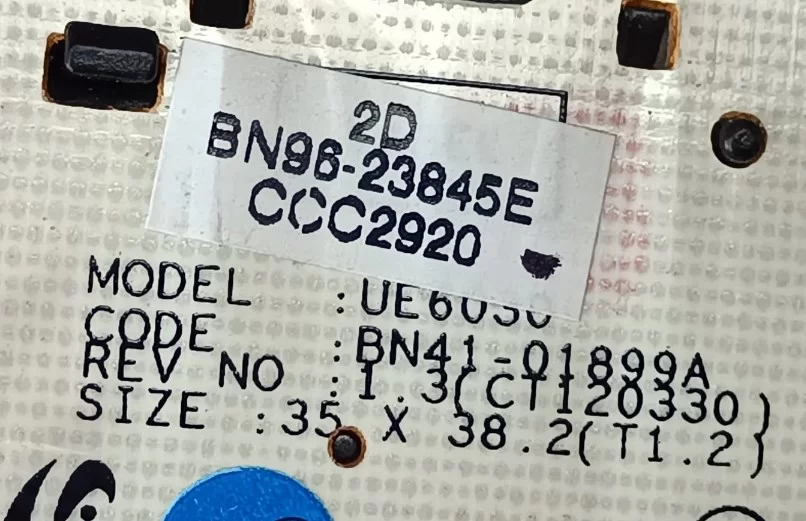 2D
BN96-23845E
CCC2920
MODEL :UE6030
CODE :BN41-01899A
REV NO :1.3(CT120330)
SIZE :35 X 38.2(T1.2)